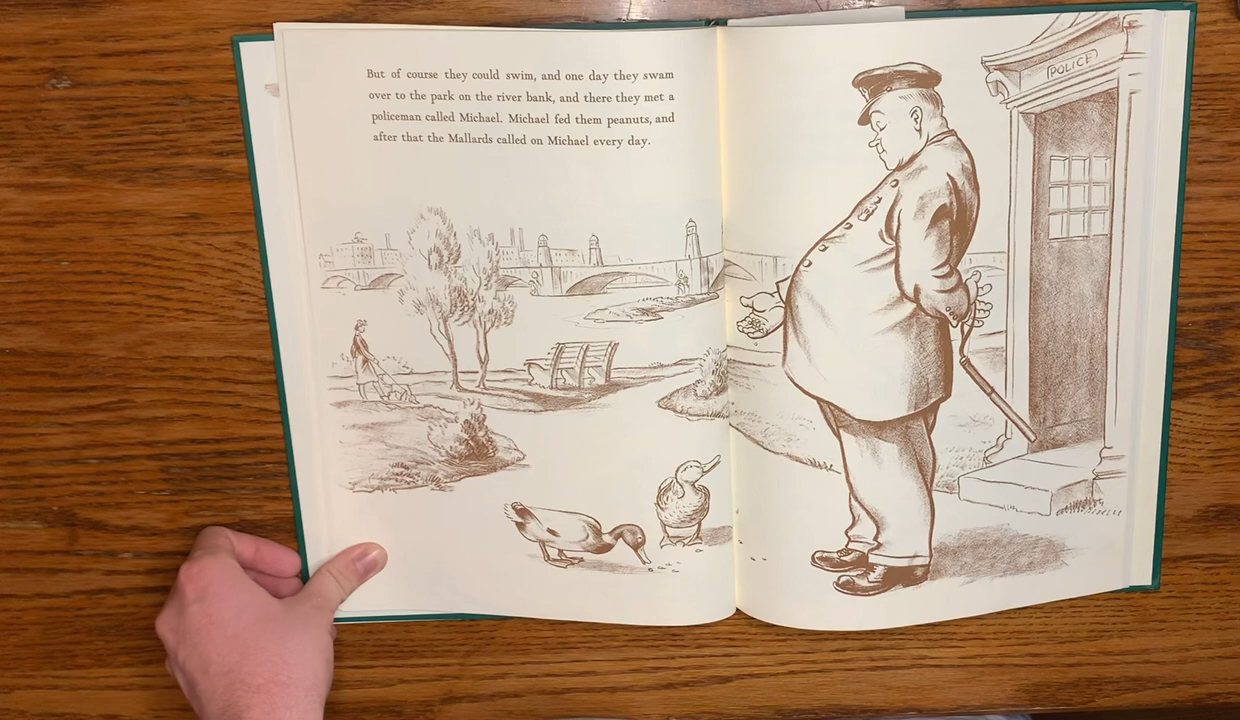 But of course they could swim, and one day they swam
over to the park on the river bank, and there they met a
policeman called Michael. Michael fed them peanuts, and
after that the Mallards called on Michael every day.
POLICE